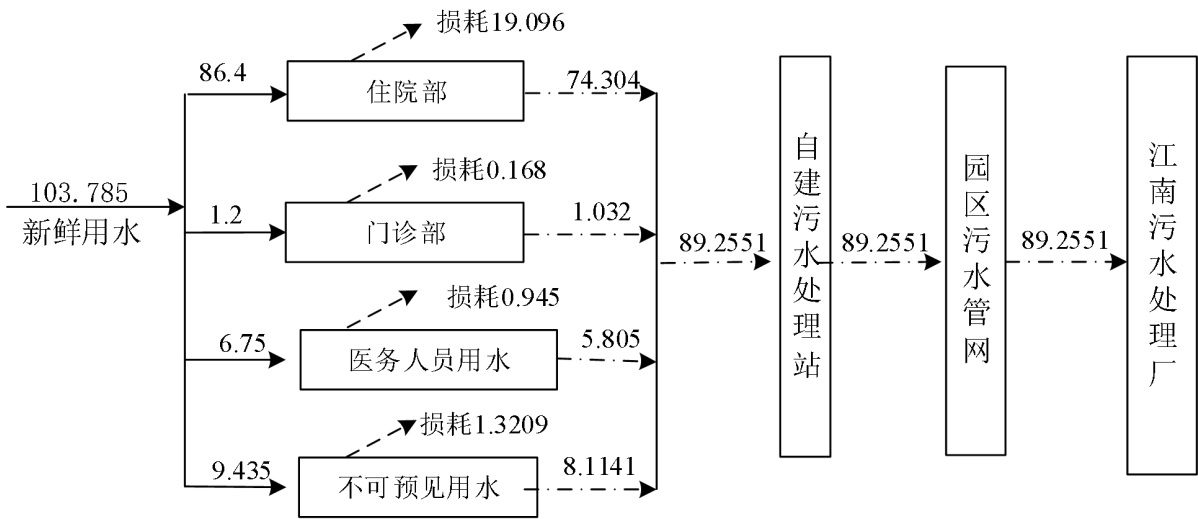 损耗19.096
86.4
住院部
74.304
损耗0.168
103.785
新鲜用水
1.2
门诊部
1.032
损耗0.945
6.75
医务人员用水
5.805
损耗1.3209
9.435
不可预见用水
8.1141
89.2551
自建污水处理站
89.2551
园区污水管网
89.2551
江南污水处理厂